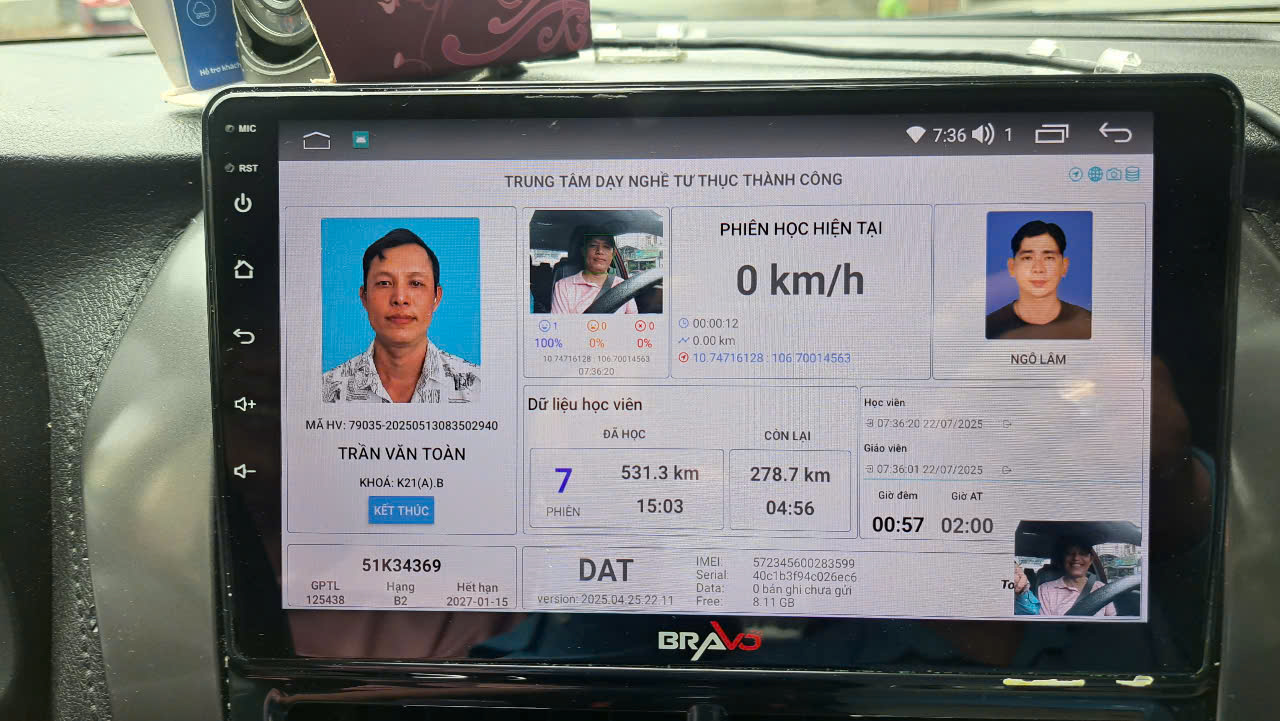 Hỗ trợ khách
MIC
RST
7:36
1
TRUNG TÂM DẠY NGHỀ TƯ THỤC THÀNH CÔNG
MÃ HV: 79035-20250513083502940
TRẦN VĂN TOÀN
KHOÁ: K21(A).B
KẾT THÚC
1 0 0
100% 0% 0%
10.74716128 : 106.70014563
07:36:20
PHIÊN HỌC HIỆN TẠI
0 km/h
00:00:12
0.00 km
10.74716128 : 106.70014563
NGÔ LÂM
Dữ liệu học viên
ĐÃ HỌC
7
PHIÊN
531.3 km
15:03
CÒN LẠI
278.7 km
04:56
Học viên
07:36:20 22/07/2025
Giáo viên
07:36:01 22/07/2025
Giờ đêm Giờ AT
00:57 02:00
51K34369
GPTL Hạng Hết hạn
125438 B2 2027-01-15
DAT
version: 2025.04.25.22.11
IMEI: 572345600283599
Serial: 40c1b3f94c026ec6
Data: 0 bản ghi chưa gửi
Free: 8.11 GB
To
BRAVO